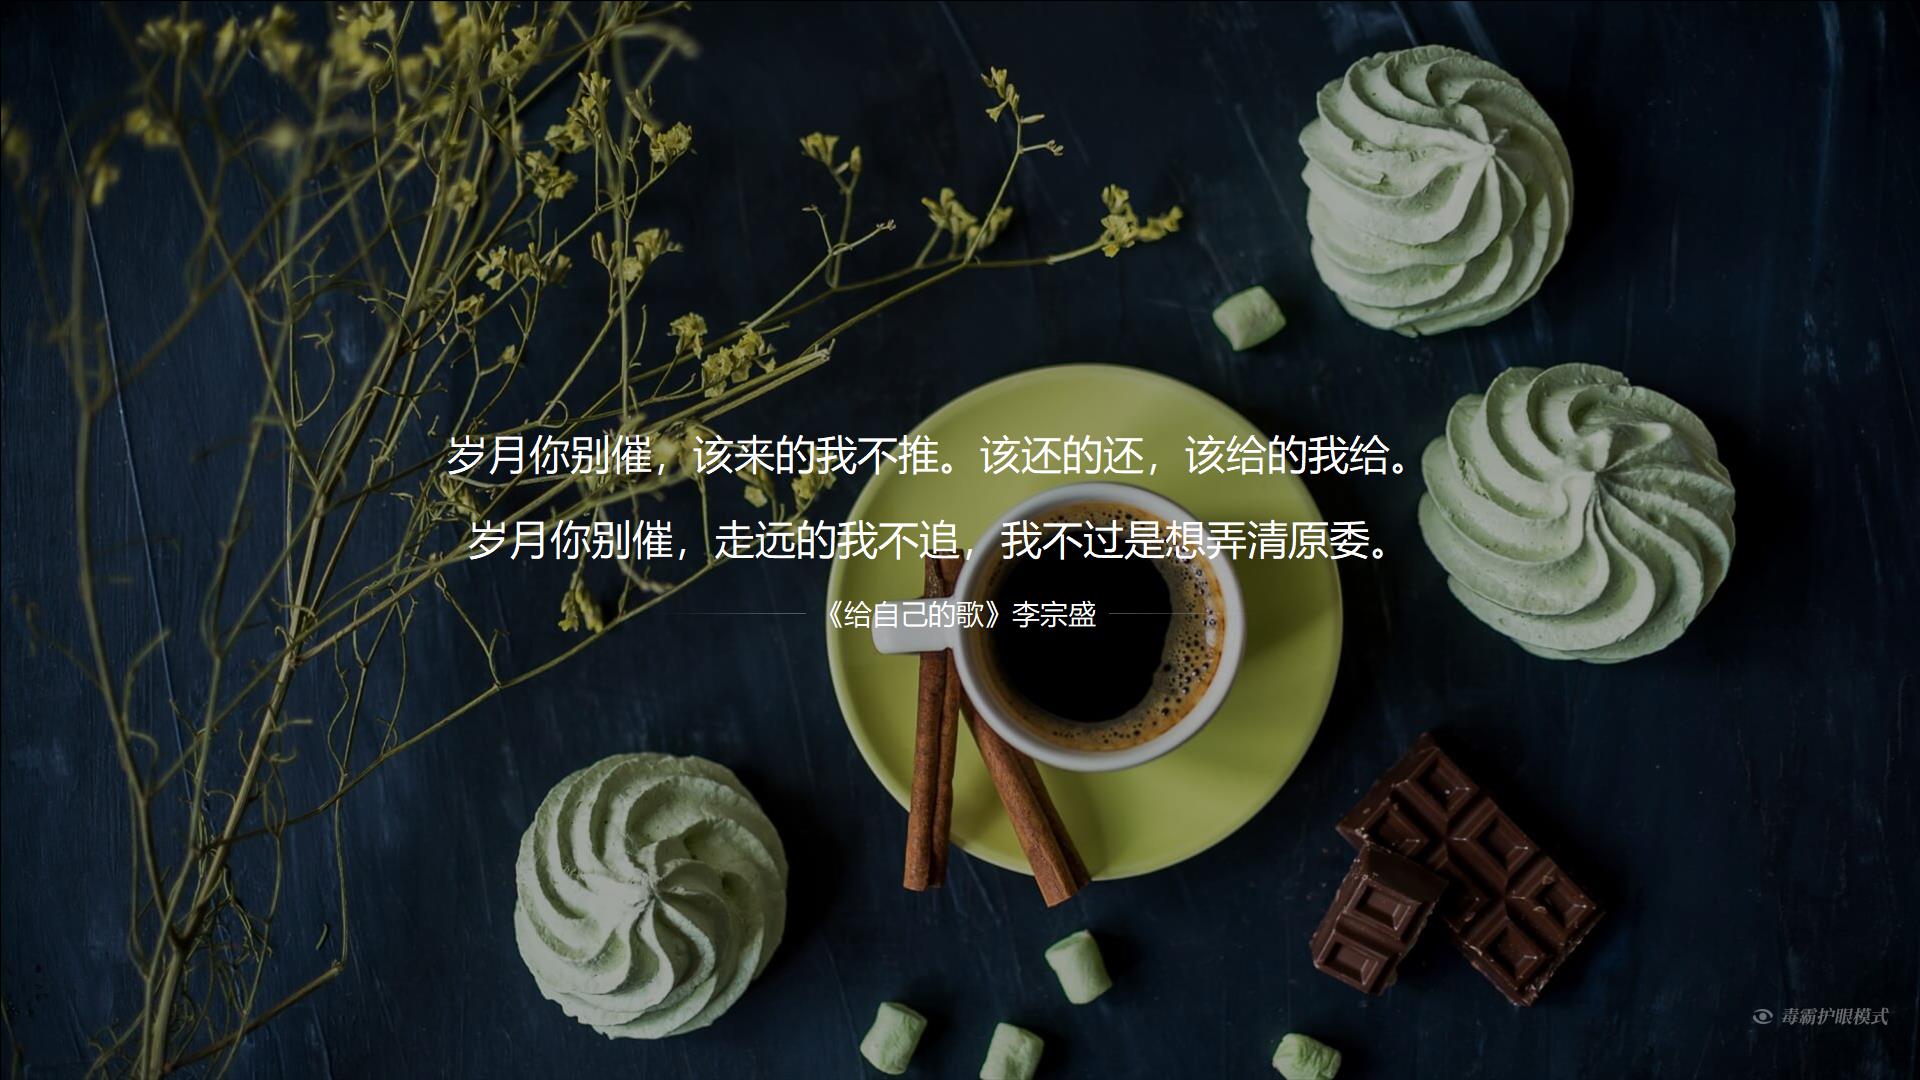 岁月你别催，该来的我不推。该还的还，该给的我给。
岁月你别催，走远的我不追，我不过是想弄清原委。
《给自己的歌》李宗盛
毒霸护眼模式